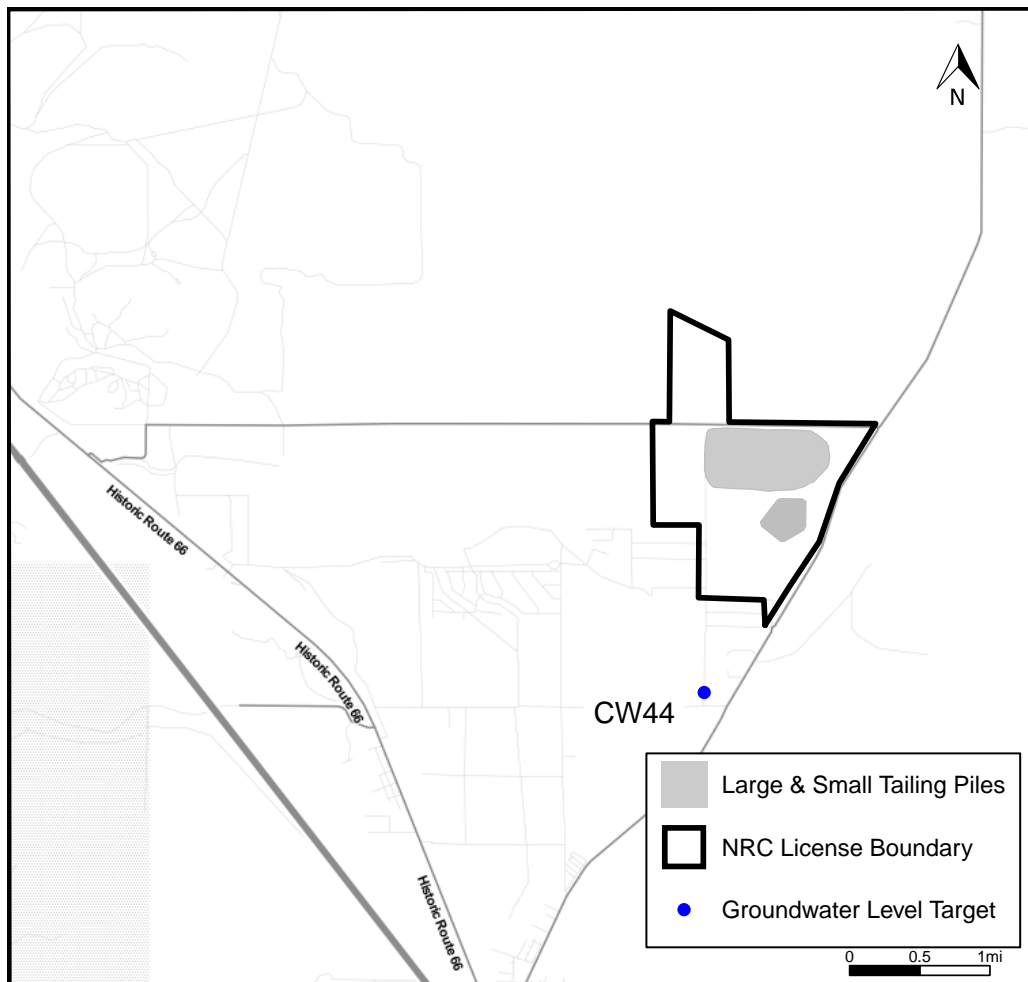 N
Historic Route 66
Historic Route 66
CW44
Historic Route 66
Large & Small Tailing Piles
NRC License Boundary
Groundwater Level Target
0 0.5 1mi